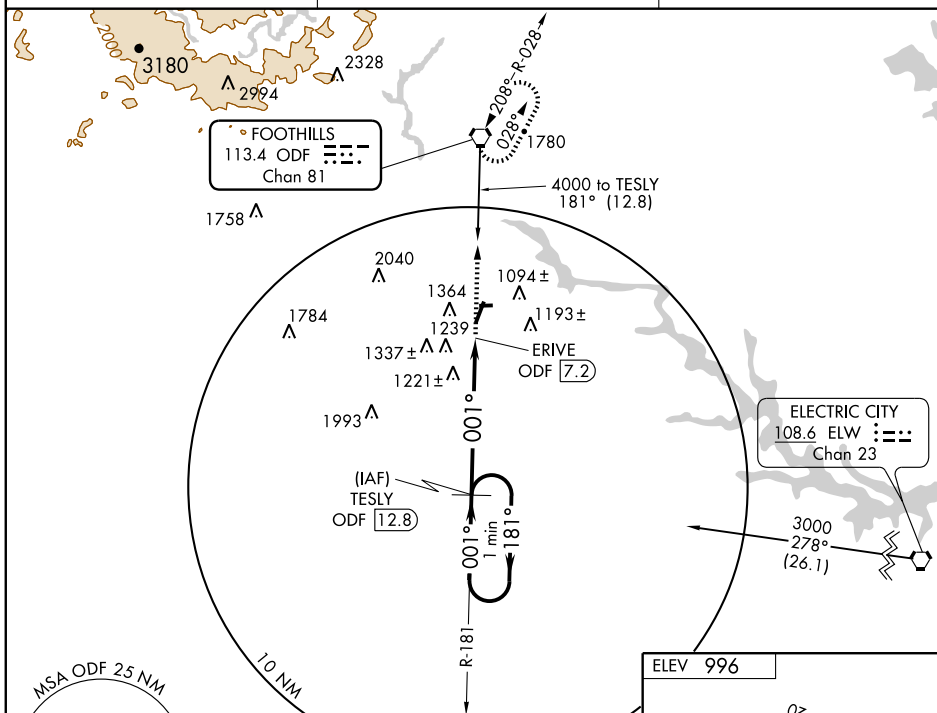 2000
3180
2994
2328
208°
R-028
028°
1780
FOOTHILLS
113.4 ODF
Chan 81
4000 to TESLY
181° (12.8)
1758
2040
1094±
1364
1784
1193±
1239
1337±
ERIVE
ODF 7.2
1221±
1993
001°
ELECTRIC CITY
108.6 ELW
Chan 23
(IAF)
TESLY
ODF 12.8
001°
1 min
181°
3000
278°
(26.1)
R-181
10 NM
MSA ODF 25 NM
ELEV 996